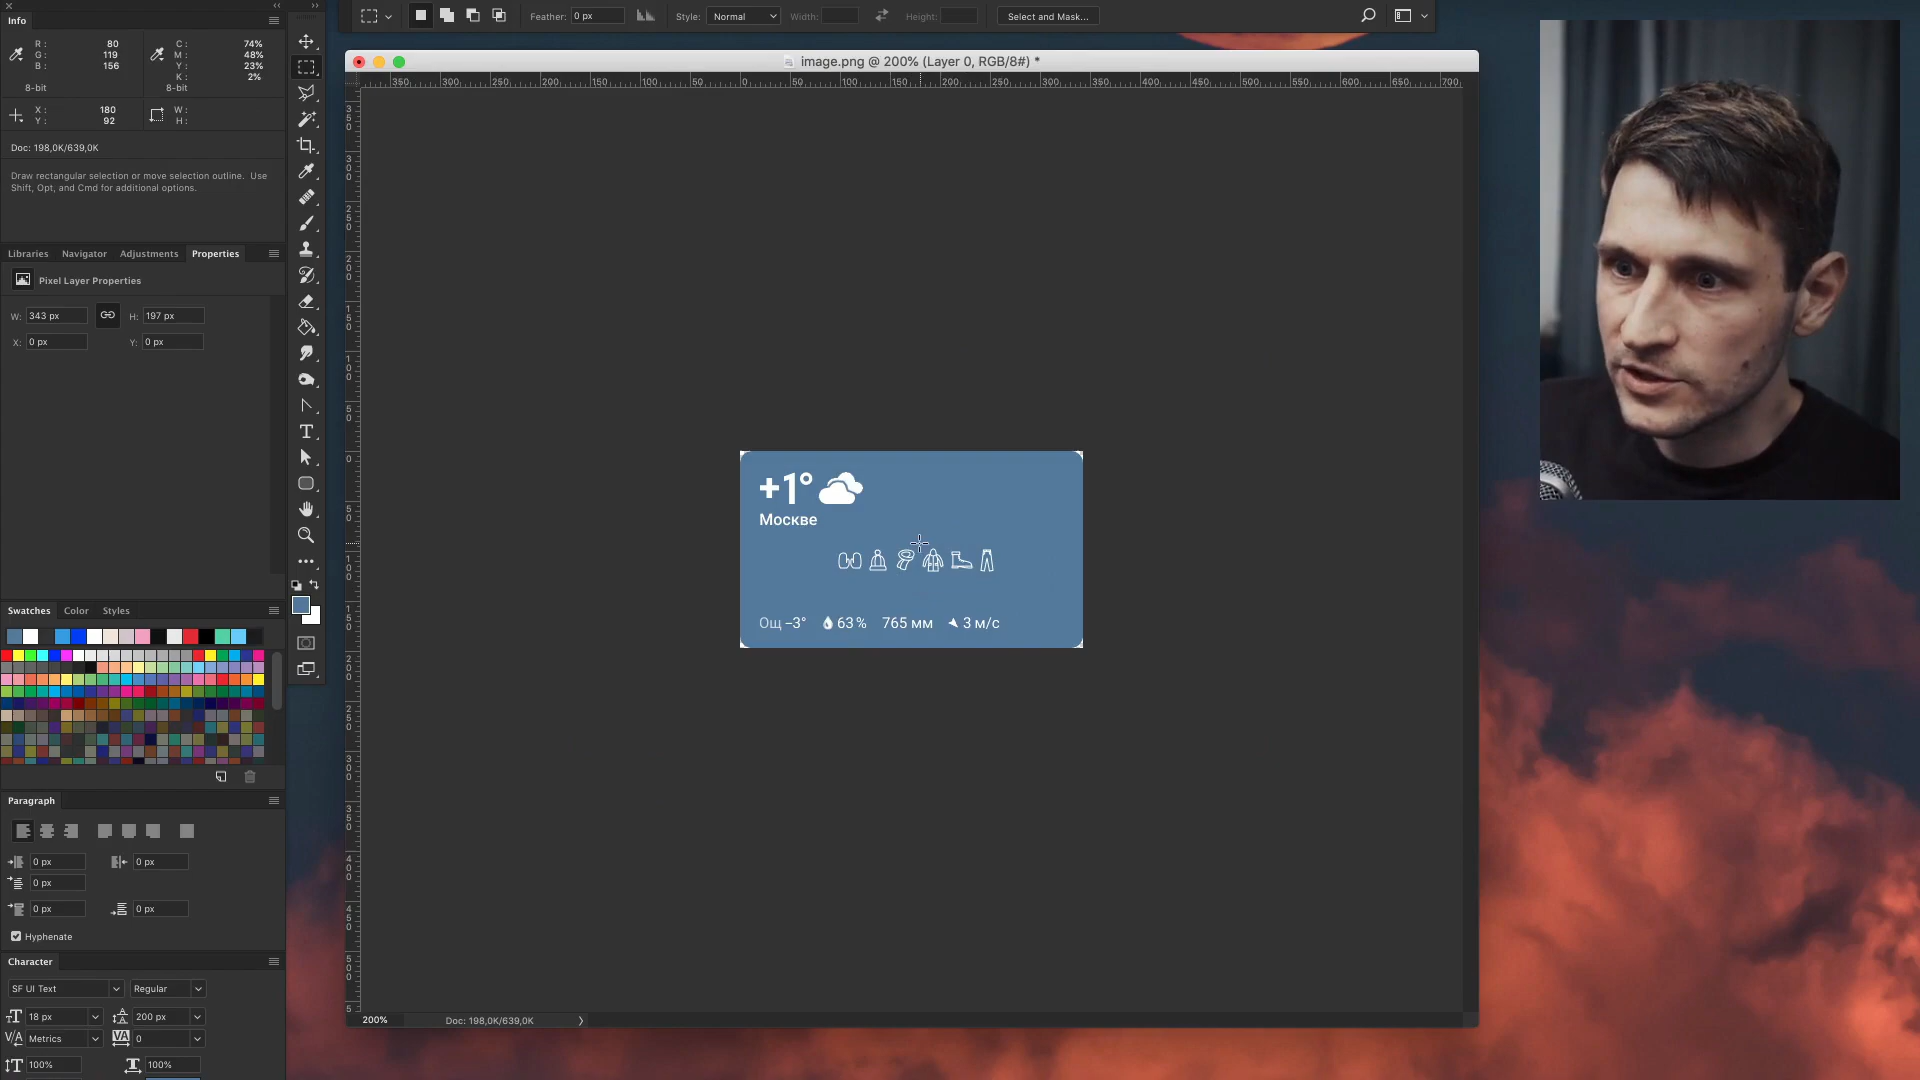 Info
R: 80
G: 119
B: 156
8-bit
C: 74%
M: 48%
Y: 23%
K: 2%
8-bit
X: 180
Y: 92
W:
H:
Doc: 198,0K/639,0K
Draw rectangular selection or move selection outline. Use
Shift, Opt, and Cmd for additional options.
Libraries Navigator Adjustments Properties
Pixel Layer Properties
W: 343 px H: 197 px
X: 0 px Y: 0 px
Swatches Color Styles
Paragraph
0 px 0 px
0 px
0 px 0 px
Hyphenate
Character
SF UI Text Regular
18 px 200 px
Metrics 0
100% 100%
Feather: 0 px Style: Normal Width: Height: Select and Mask...
image.png @ 200% (Layer 0, RGB/8#) *
350 300 250 200 150 100 50 0 50 100 150 200 250 300 350 400 450 500 550 600 650 700
+1°
Москве
Ощ −3° 63 % 765 мм 3 м/с
200% Doc: 198,0K/639,0K